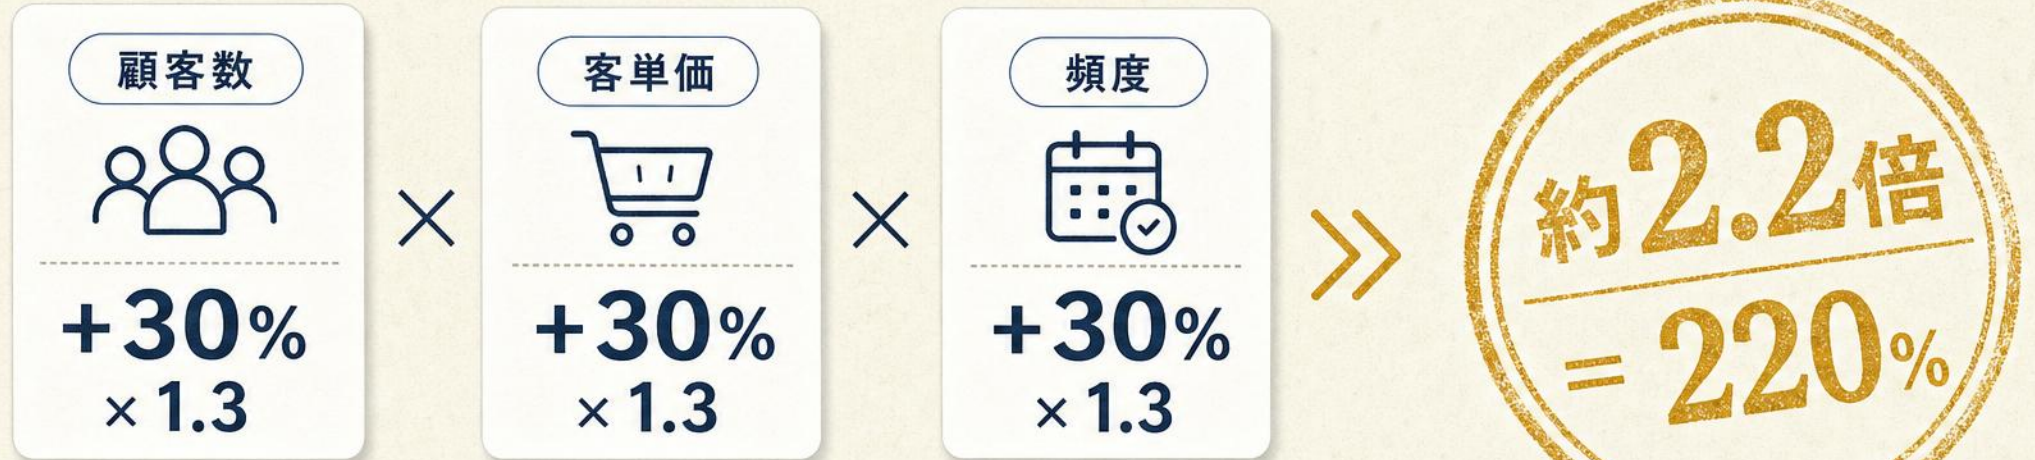 顧客数
+30%
×1.3
×
客単価
+30%
×1.3
×
頻度
+30%
×1.3
約2.2倍
=220%